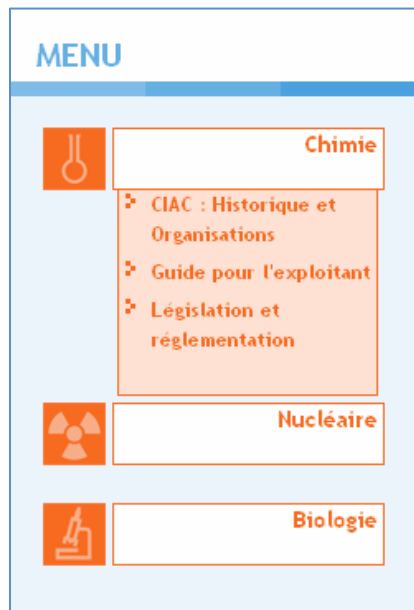 MENU
Chimie
CIAC : Historique et
Organisations
Guide pour l'exploitant
Législation et
réglementation
Nucléaire
Biologie